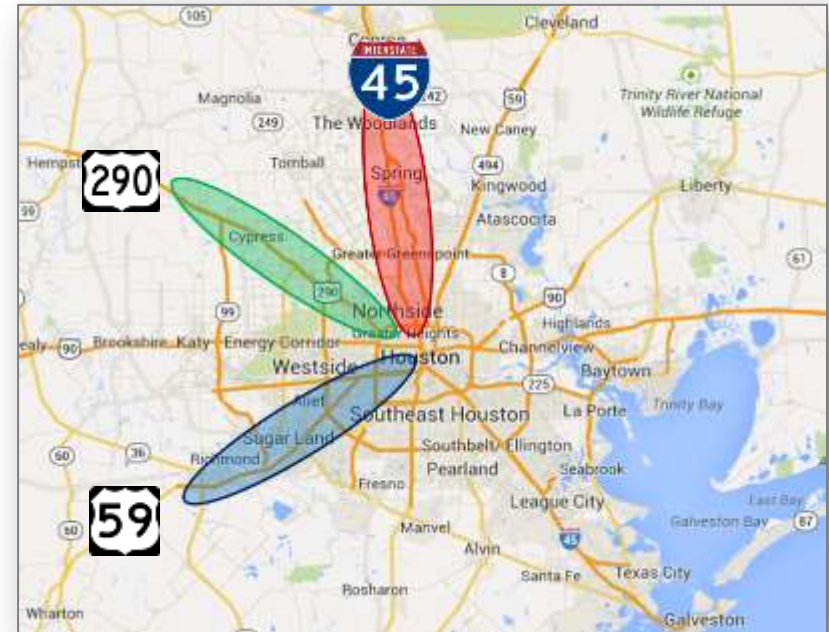 105
Cleveland
Conroe
INTERSTATE
45
242
59
Magnolia
Trinity River National
Wildlife Refuge
249
The Woodlands
New Caney
Hempst
290
Tomball
494
Spring
45
Kingwood
Liberty
99
Atascocita
Cypress
Greater Greenspoint
61
8
290
90
99
Northside
Highlands
Greater Heights
ealy
90
Brookshire
Katy
Energy Corridor
Channelview
Houston
Westside
Baytown
225
Alief
Trinity Bay
Southeast Houston
La Porte
Sugar Land
Southbelt/ Ellington
60
36
Richmond
Pearland
Seabrook
Fresno
League City
East Bay
59
60
Manvel
Galveston Bay
87
45
Alvin
Santa Fe
Texas City
Rosharon
Wharton
Galveston